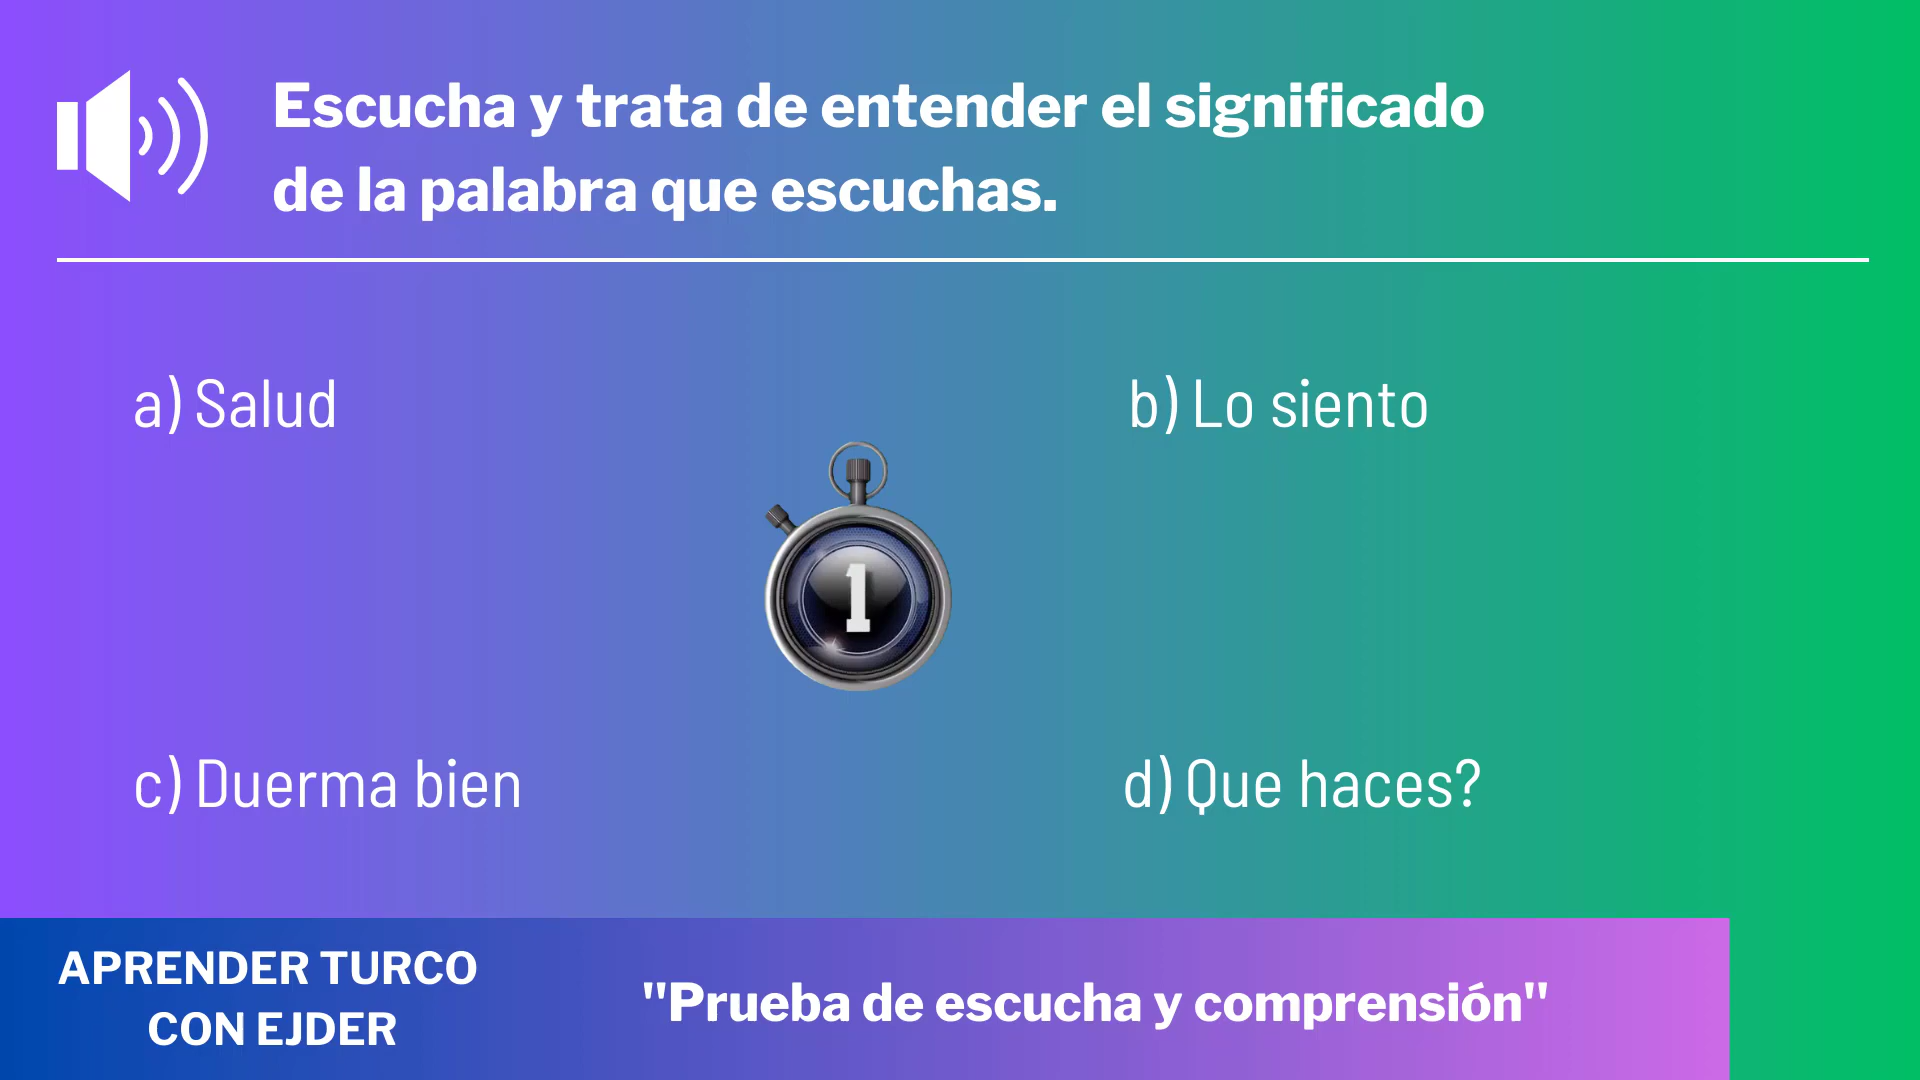 Escucha y trata de entender el significado
de la palabra que escuchas.
a) Salud
b) Lo siento
1
c) Duerma bien
d) Que haces?
APRENDER TURCO
CON EJDER
"Prueba de escucha y comprensión"